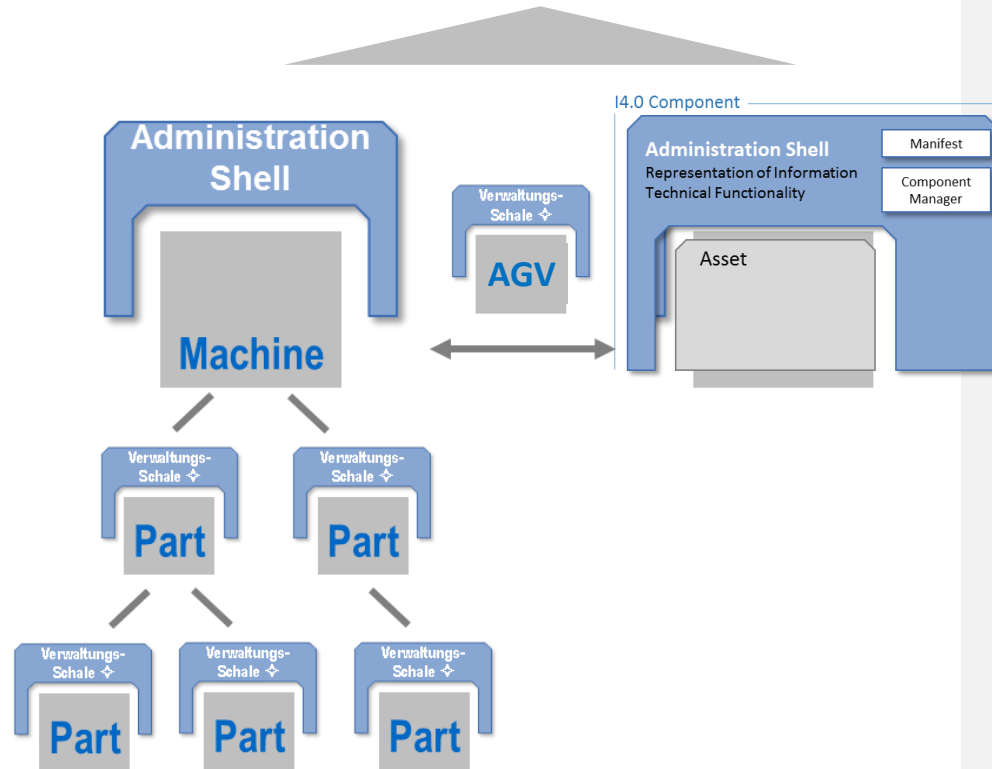 I4.0 Component
Administration
Shell
Administration Shell
Representation of Information
Technical Functionality
Manifest
Component
Manager
Verwaltungs-
Schale
AGV
Asset
Machine
Verwaltungs-
Schale
Part
Verwaltungs-
Schale
Part
Verwaltungs-
Schale
Part
Verwaltungs-
Schale
Part
Verwaltungs-
Schale
Part